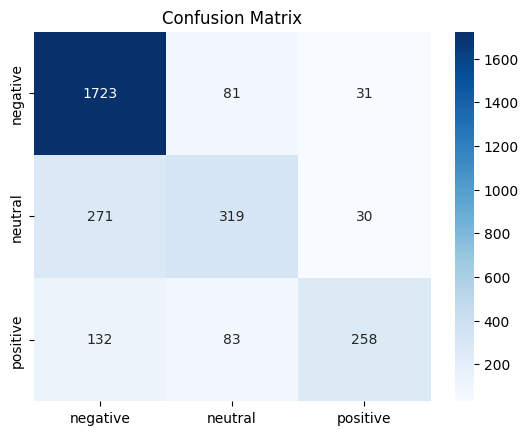 Confusion Matrix
negative
1723
81
31
neutral
271
319
30
positive
132
83
258
negative
neutral
positive
1600
1400
1200
1000
800
600
400
200